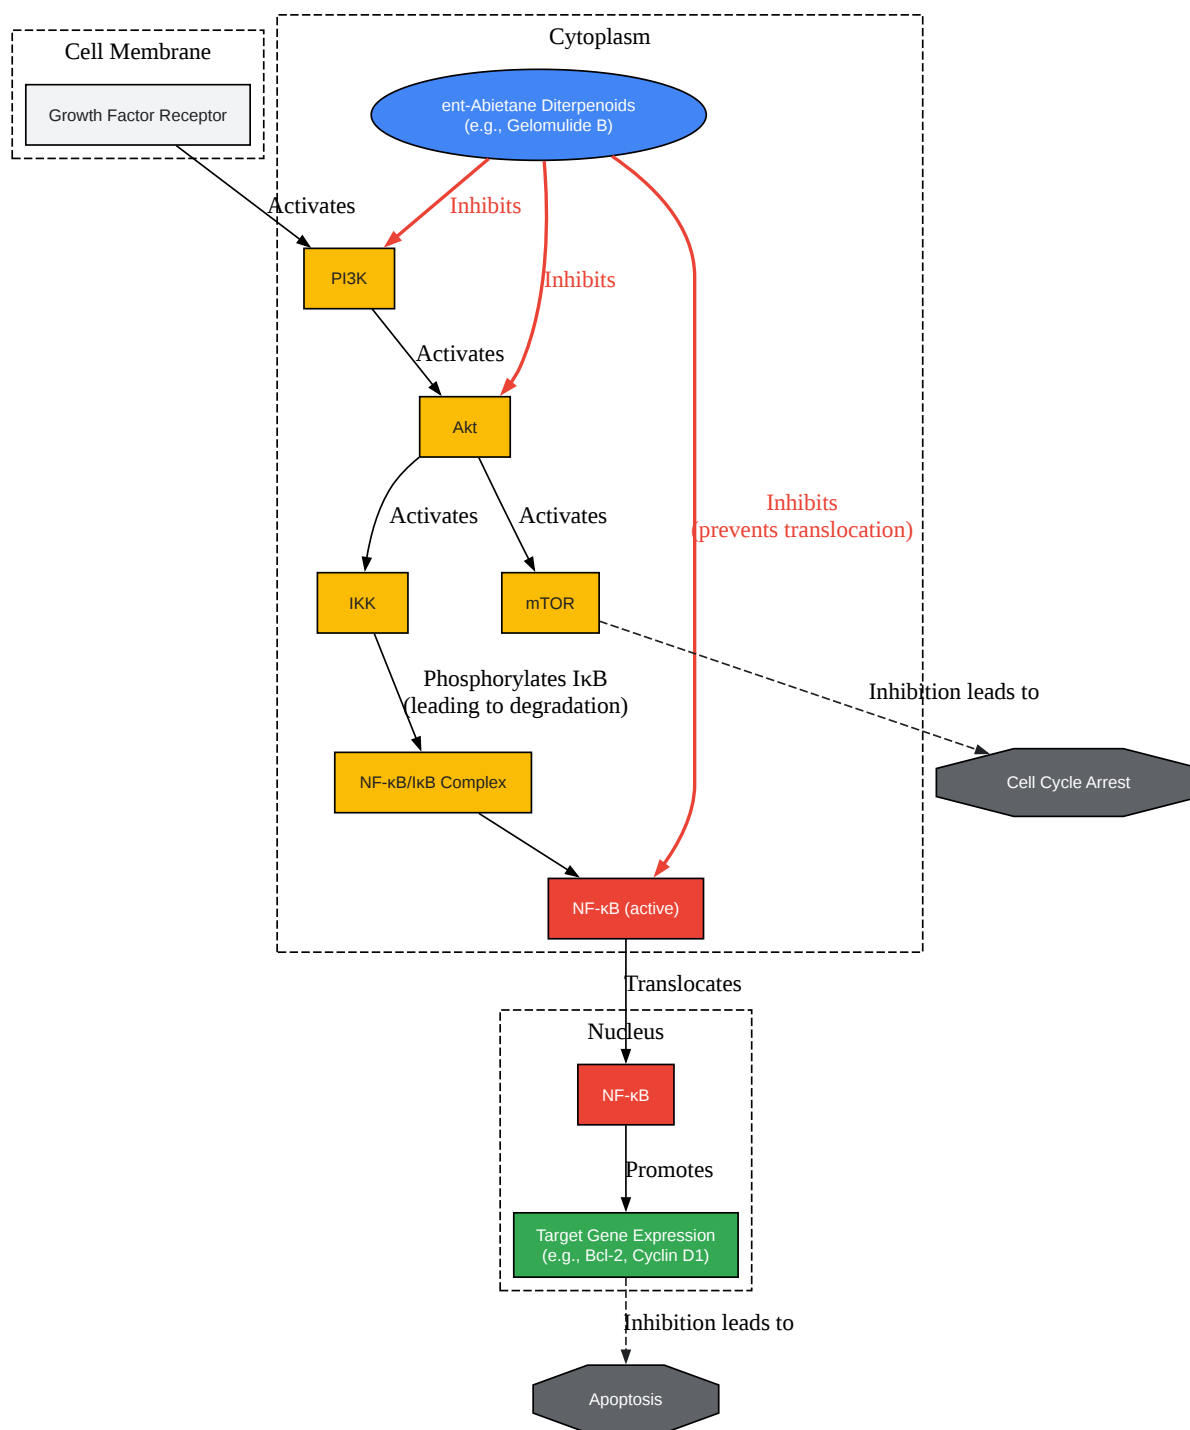 Cytoplasm
Cell Membrane
ent-Abietane Diterpenoids
(e.g., Gelomulide B)
Growth Factor Receptor
Activates
Inhibits
PI3K
Inhibits
Activates
Akt
Inhibits
(prevents translocation)
Activates
Activates
IKK
mTOR
Phosphorylates IκB
(leading to degradation)
Inhibition leads to
NF-κB/IκB Complex
Cell Cycle Arrest
NF-κB (active)
Translocates
Nucleus
NF-κB
Promotes
Target Gene Expression
(e.g., Bcl-2, Cyclin D1)
Inhibition leads to
Apoptosis